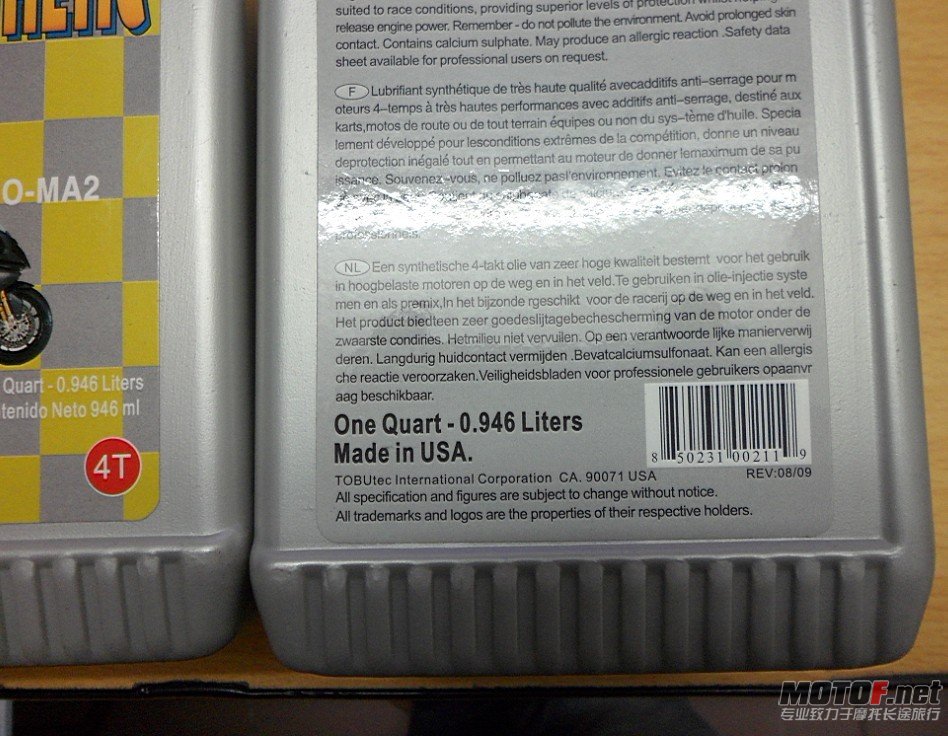 THETIC
O-MA2
Quart - 0.946 Liters
tenido Neto 946 ml
4T
suited to race conditions, providing superior levels of protection whilst helping
release engine power. Remember - do not pollute the environment. Avoid prolonged skin
contact. Contains calcium sulphate. May produce an allergic reaction .Safety data
sheet available for professional users on request.
F Lubrifiant synthétique de très haute qualité avecadditifs anti–serrage pour m
oteurs 4–temps à très hautes performances avec additifs anti–serrage, destiné aux
karts,motos de route ou de tout terrain équipes ou non du sys–tème d'huile. Specia
lement développé pour lesconditions extrêmes de la compétition, donne un niveau
deprotection inégalé tout en permettant au moteur de donner lemaximum de sa pu
issance. Souvenez-vous, ne polluez pasl'environnement. Evitez le contact prolon
professionnels.
NL Een synthetische 4-takt olie van zeer hoge kwaliteit bestemt voor het gebruik
in hoogbelaste motoren op de weg en in het veld.Te gebruiken in olie-injectie syste
men en als premix.In het bijzonde rgeschikt voor de racerij op de weg en in het veld.
Het product biedteen zeer goedeslijtagebechescherming van de motor onder de
zwaarste condiries. Hetmilieu niet vervuilen. Op een verantwoorde lijke manierverwij
deren. Langdurig huidcontact vermijden .Bevatcalciumsulfonaat. Kan een allergis
che reactie veroorzaken.Veiligheidsbladen voor professionele gebruikers opaanvr
aag beschikbaar.
One Quart - 0.946 Liters
Made in USA.
8 50231 00211 9
TOBUtec International Corporation CA. 90071 USA
REV:08/09
All specification and figures are subject to change without notice.
All trademarks and logos are the properties of their respective holders.
MOTOF.net
专业致力于摩托长途旅行